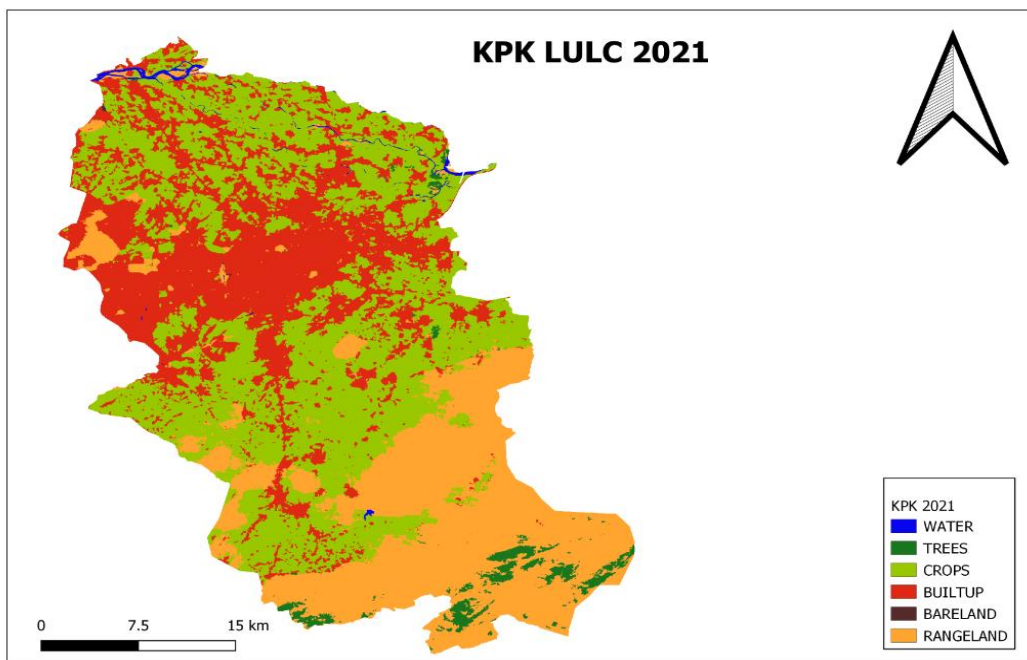 KPK LULC 2021
KPK 2021
WATER
TREES
CROPS
BUILTUP
BARELAND
RANGELAND
0 7.5 15 km